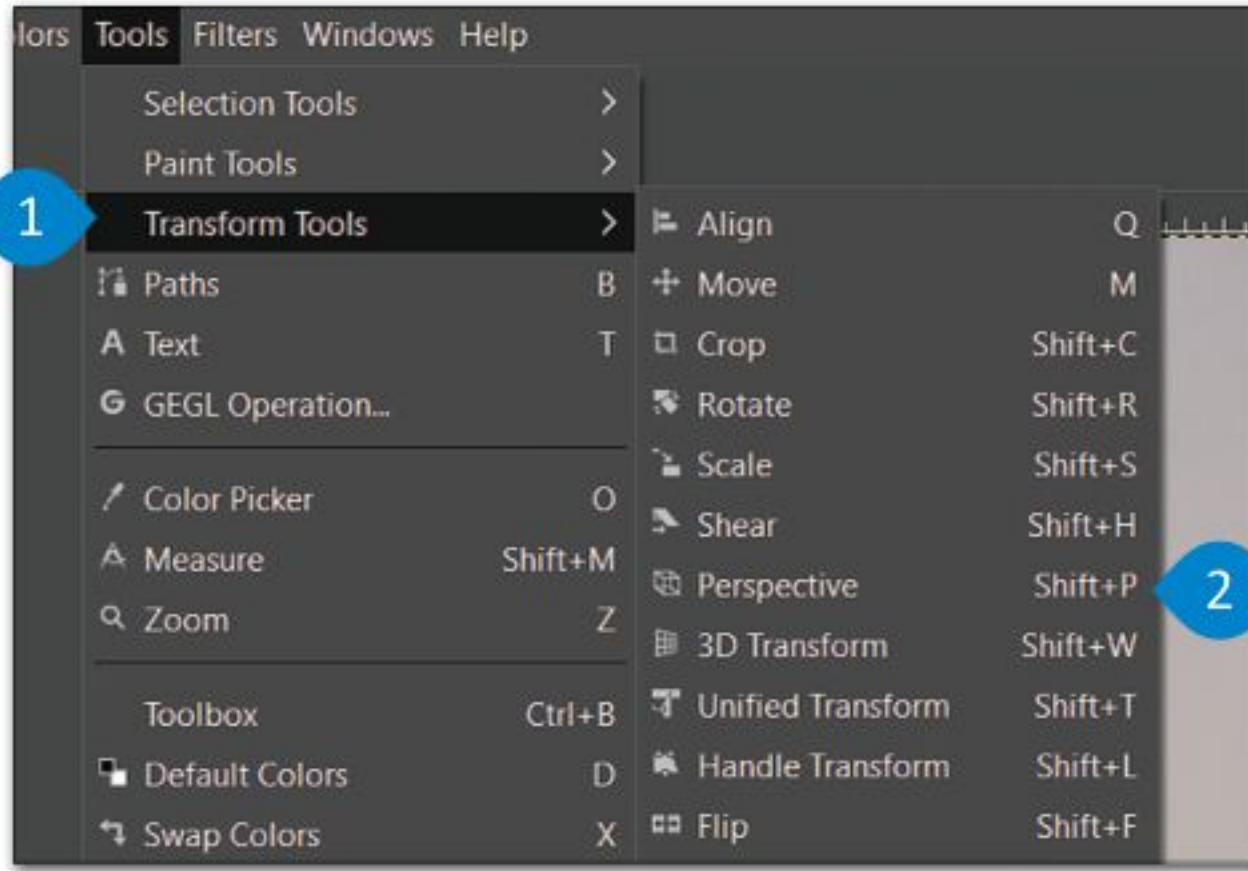 lors Tools Filters Windows Help
Selection Tools >
Paint Tools >
1 Transform Tools >
Paths B
Text T
GEGL Operation...
Color Picker O
Measure Shift+M
Zoom Z
Toolbox Ctrl+B
Default Colors D
Swap Colors X
Align Q
Move M
Crop Shift+C
Rotate Shift+R
Scale Shift+S
Shear Shift+H
Perspective Shift+P 2
3D Transform Shift+W
Unified Transform Shift+T
Handle Transform Shift+L
Flip Shift+F